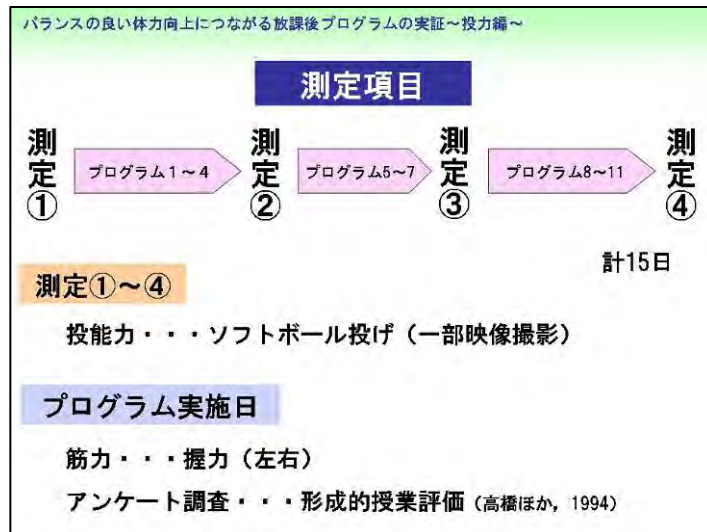 バランスの良い体力向上につながる放課後プログラムの実証～投力編～
測定項目
測定①
プログラム1～4
測定②
プログラム5～7
測定③
プログラム8～11
測定④
計15日
測定①～④
投能力・・・ソフトボール投げ（一部映像撮影）
プログラム実施日
筋力・・・握力（左右）
アンケート調査・・・形成的授業評価（高橋ほか，1994）